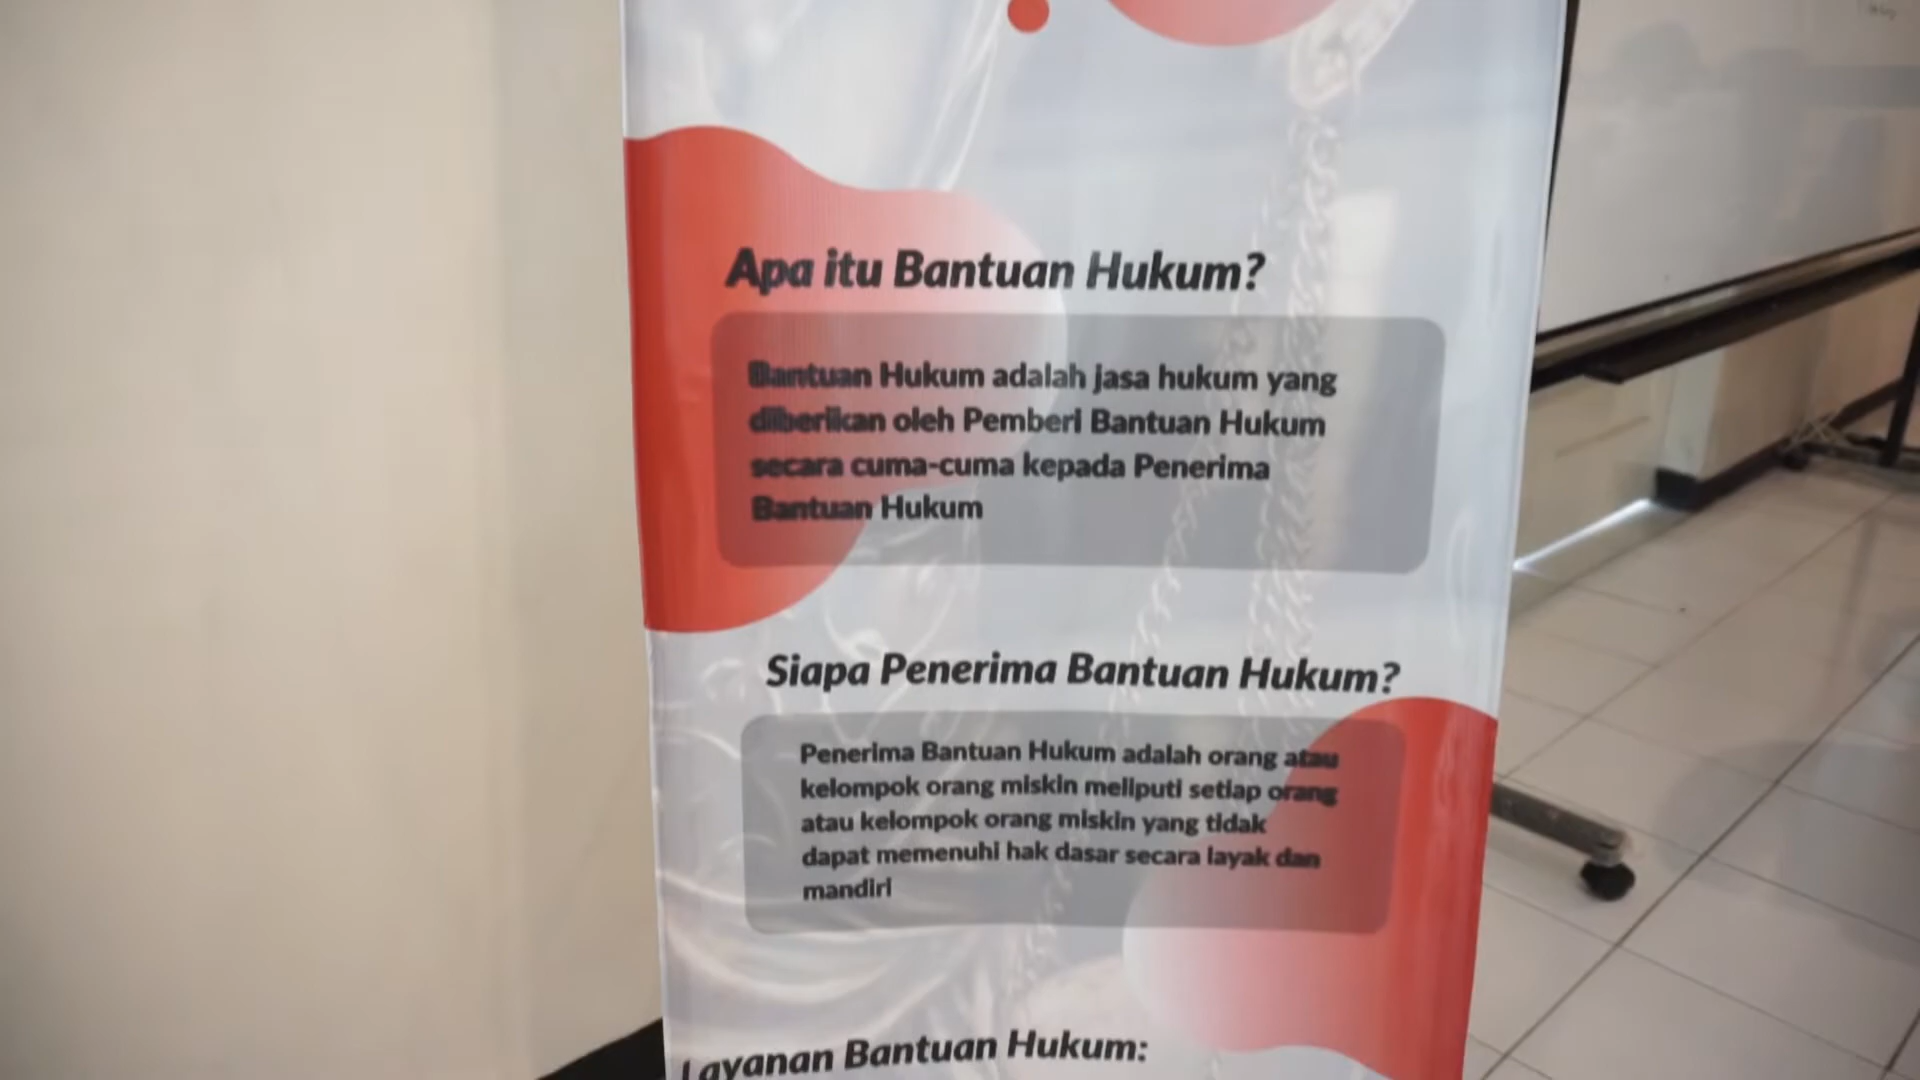 Apa itu Bantuan Hukum?
Bantuan Hukum adalah jasa hukum yang
diberikan oleh Pemberi Bantuan Hukum
secara cuma-cuma kepada Penerima
Bantuan Hukum
Siapa Penerima Bantuan Hukum?
Penerima Bantuan Hukum adalah orang atau
kelompok orang miskin meliputi setiap orang
atau kelompok orang miskin yang tidak
dapat memenuhi hak dasar secara layak dan
mandiri
Layanan Bantuan Hukum: